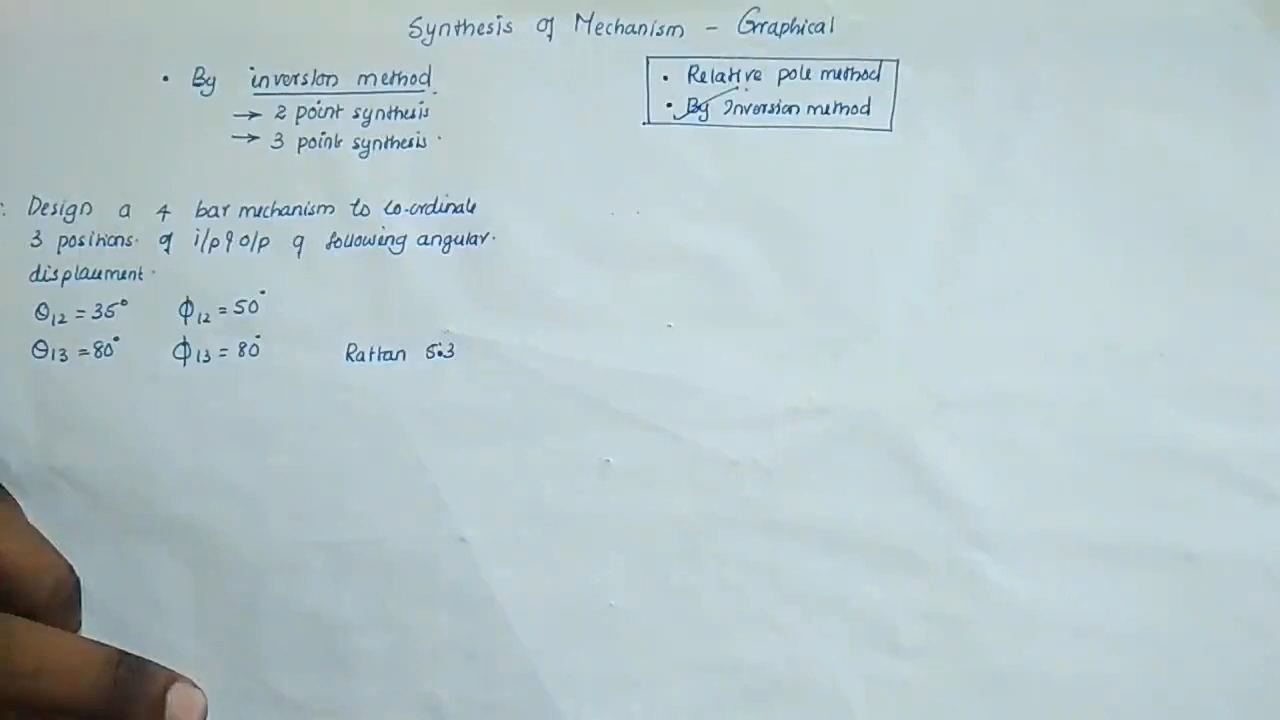 Synthesis of Mechanism - Graphical
• By inversion method.
→ 2 point synthesis
→ 3 point synthesis.
• Relative pole method
• By Inversion method
: Design a 4 bar mechanism to co-ordinate
3 positions. of i/p & o/p q following angular.
displacement.
θ12 = 35° ϕ12 = 50°
θ13 = 80° ϕ13 = 80° Rattan 5.3